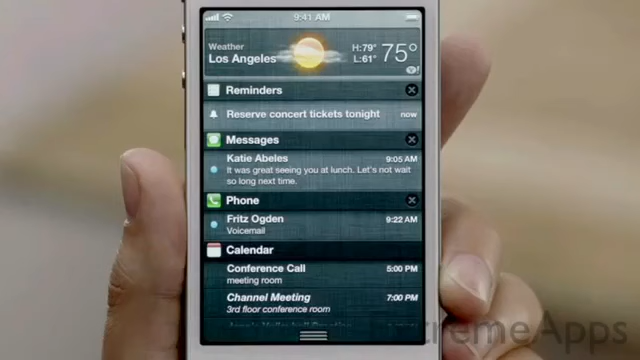 9:41 AM
Weather
Los Angeles
H:79°
L:61°
75°
Reminders
Reserve concert tickets tonight now
Messages
Katie Abeles 9:05 AM
It was great seeing you at lunch. Let's not wait
so long next time.
Phone
Fritz Ogden 9:22 AM
Voicemail
Calendar
Conference Call 5:00 PM
meeting room
Channel Meeting 7:00 PM
3rd floor conference room
tremeApps